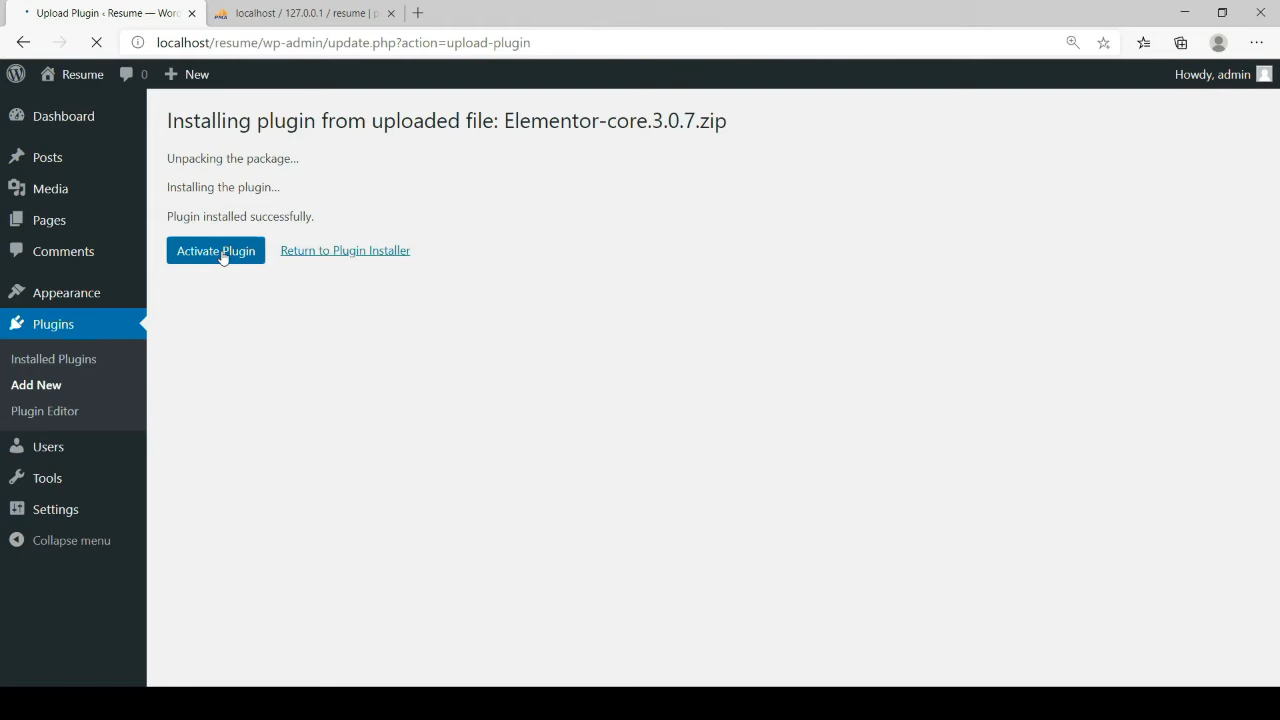 Upload Plugin ‹ Resume — Wor
localhost / 127.0.0.1 / resume | p
localhost/resume/wp-admin/update.php?action=upload-plugin
Resume
0
New
Howdy, admin
Dashboard
Posts
Media
Pages
Comments
Appearance
Plugins
Installed Plugins
Add New
Plugin Editor
Users
Tools
Settings
Collapse menu
Installing plugin from uploaded file: Elementor-core.3.0.7.zip
Unpacking the package...
Installing the plugin...
Plugin installed successfully.
Activate Plugin
Return to Plugin Installer